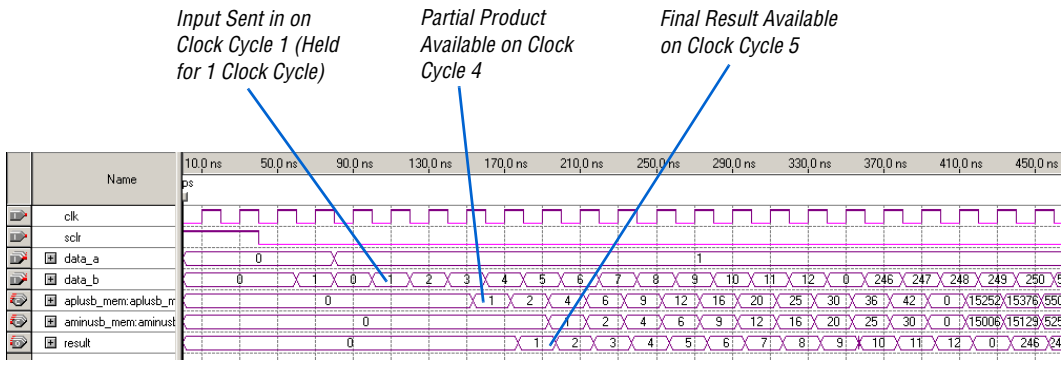 Input Sent in on
Clock Cycle 1 (Held
for 1 Clock Cycle)
Partial Product
Available on Clock
Cycle 4
Final Result Available
on Clock Cycle 5
Name
10.0 ns 50.0 ns 90.0 ns 130.0 ns 170.0 ns 210.0 ns 250.0 ns 290.0 ns 330.0 ns 370.0 ns 410.0 ns 450.0 ns
ps
clk
sclr
data_a 0 1
data_b 0 1 0 1 2 3 4 5 6 7 8 9 10 11 12 0 246 247 248 249 250
aplusb_mem:aplusb_m 0 1 2 4 6 9 12 16 20 25 30 36 42 0 15252 15376 550
aminusb_mem:aminusb 0 1 2 4 6 9 12 16 20 25 30 0 15006 15129 525
result 0 1 2 3 4 5 6 7 8 9 10 11 12 0 246 24